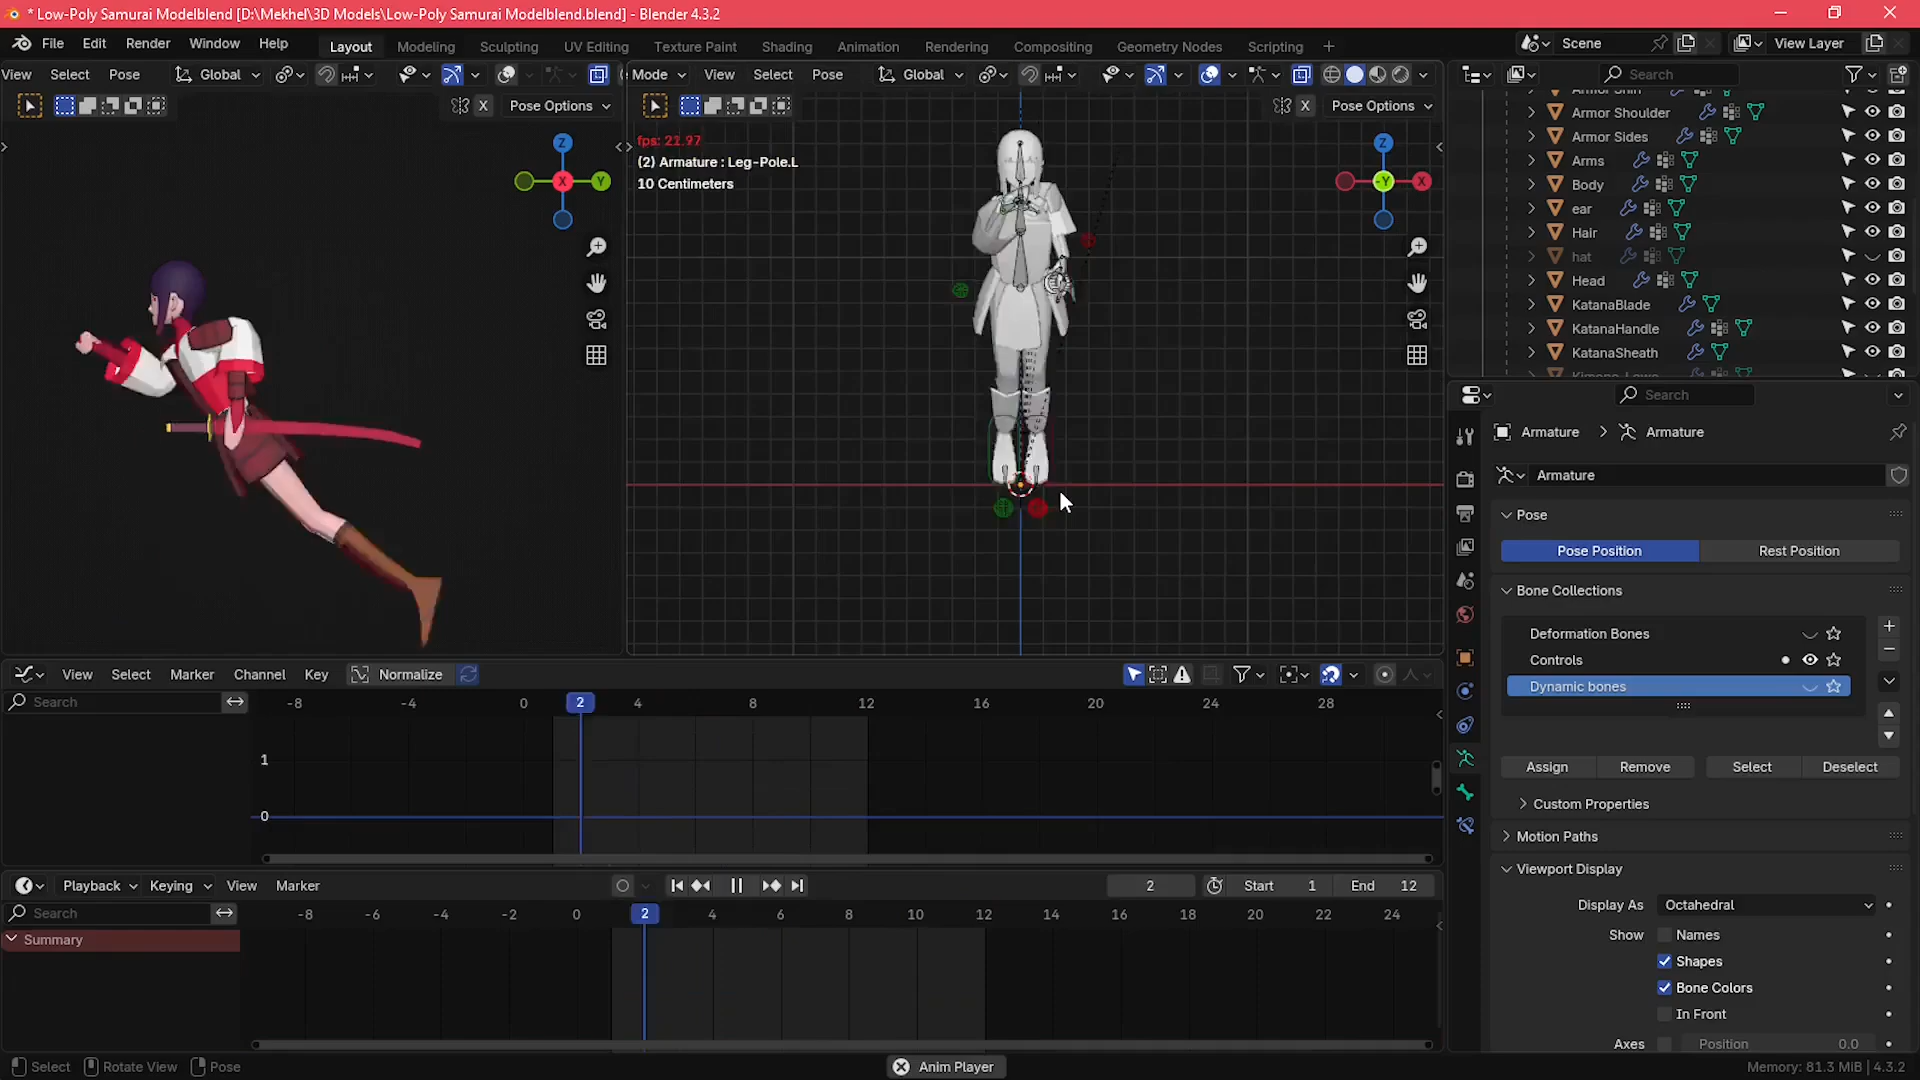 * Low-Poly Samurai Modelblend [D:\Mekhel\3D Models\Low-Poly Samurai Modelblend.blend] - Blender 4.3.2
File Edit Render Window Help Layout Modeling Sculpting UV Editing Texture Paint Shading Animation Rendering Compositing Geometry Nodes Scripting + Scene View Layer
View Select Pose Global Mode View Select Pose Global Search
X Pose Options X Pose Options
Armor Shoulder
Armor Sides
Arms
Body
ear
Hair
hat
Head
KatanaBlade
KatanaHandle
KatanaSheath
Z
X Y
fps: 21.97
(2) Armature : Leg-Pole.L
10 Centimeters
Z
-Y X
Search
Armature > Armature
Armature
Pose
Pose Position Rest Position
Bone Collections
Deformation Bones
Controls
Dynamic bones
Assign Remove Select Deselect
Custom Properties
Motion Paths
Viewport Display
Display As Octahedral
Show Names
Shapes
Bone Colors
In Front
Axes Position 0.0
View Select Marker Channel Key Normalize
Search -8 -4 0 2 4 8 12 16 20 24 28
1
0
Playback Keying View Marker 2 Start 1 End 12
Search -8 -6 -4 -2 0 2 4 6 8 10 12 14 16 18 20 22 24
Summary
Select Rotate View Pose Anim Player Memory: 81.3 MiB | 4.3.2